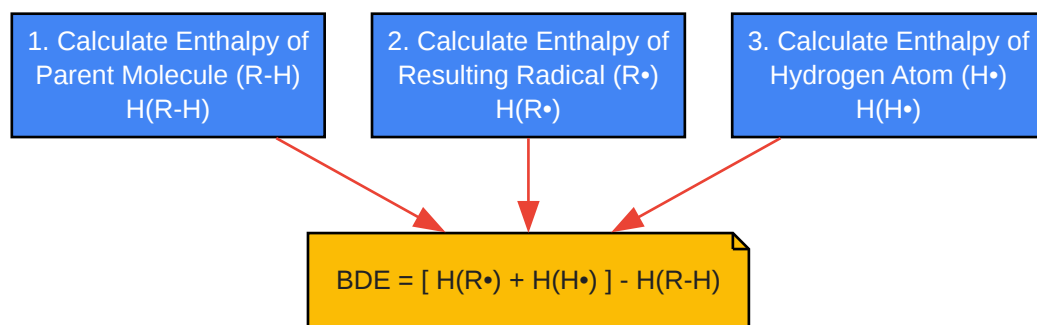 1. Calculate Enthalpy of
Parent Molecule (R-H)
H(R-H)
2. Calculate Enthalpy of
Resulting Radical (R•)
H(R•)
3. Calculate Enthalpy of
Hydrogen Atom (H•)
H(H•)
BDE = [ H(R•) + H(H•) ] - H(R-H)